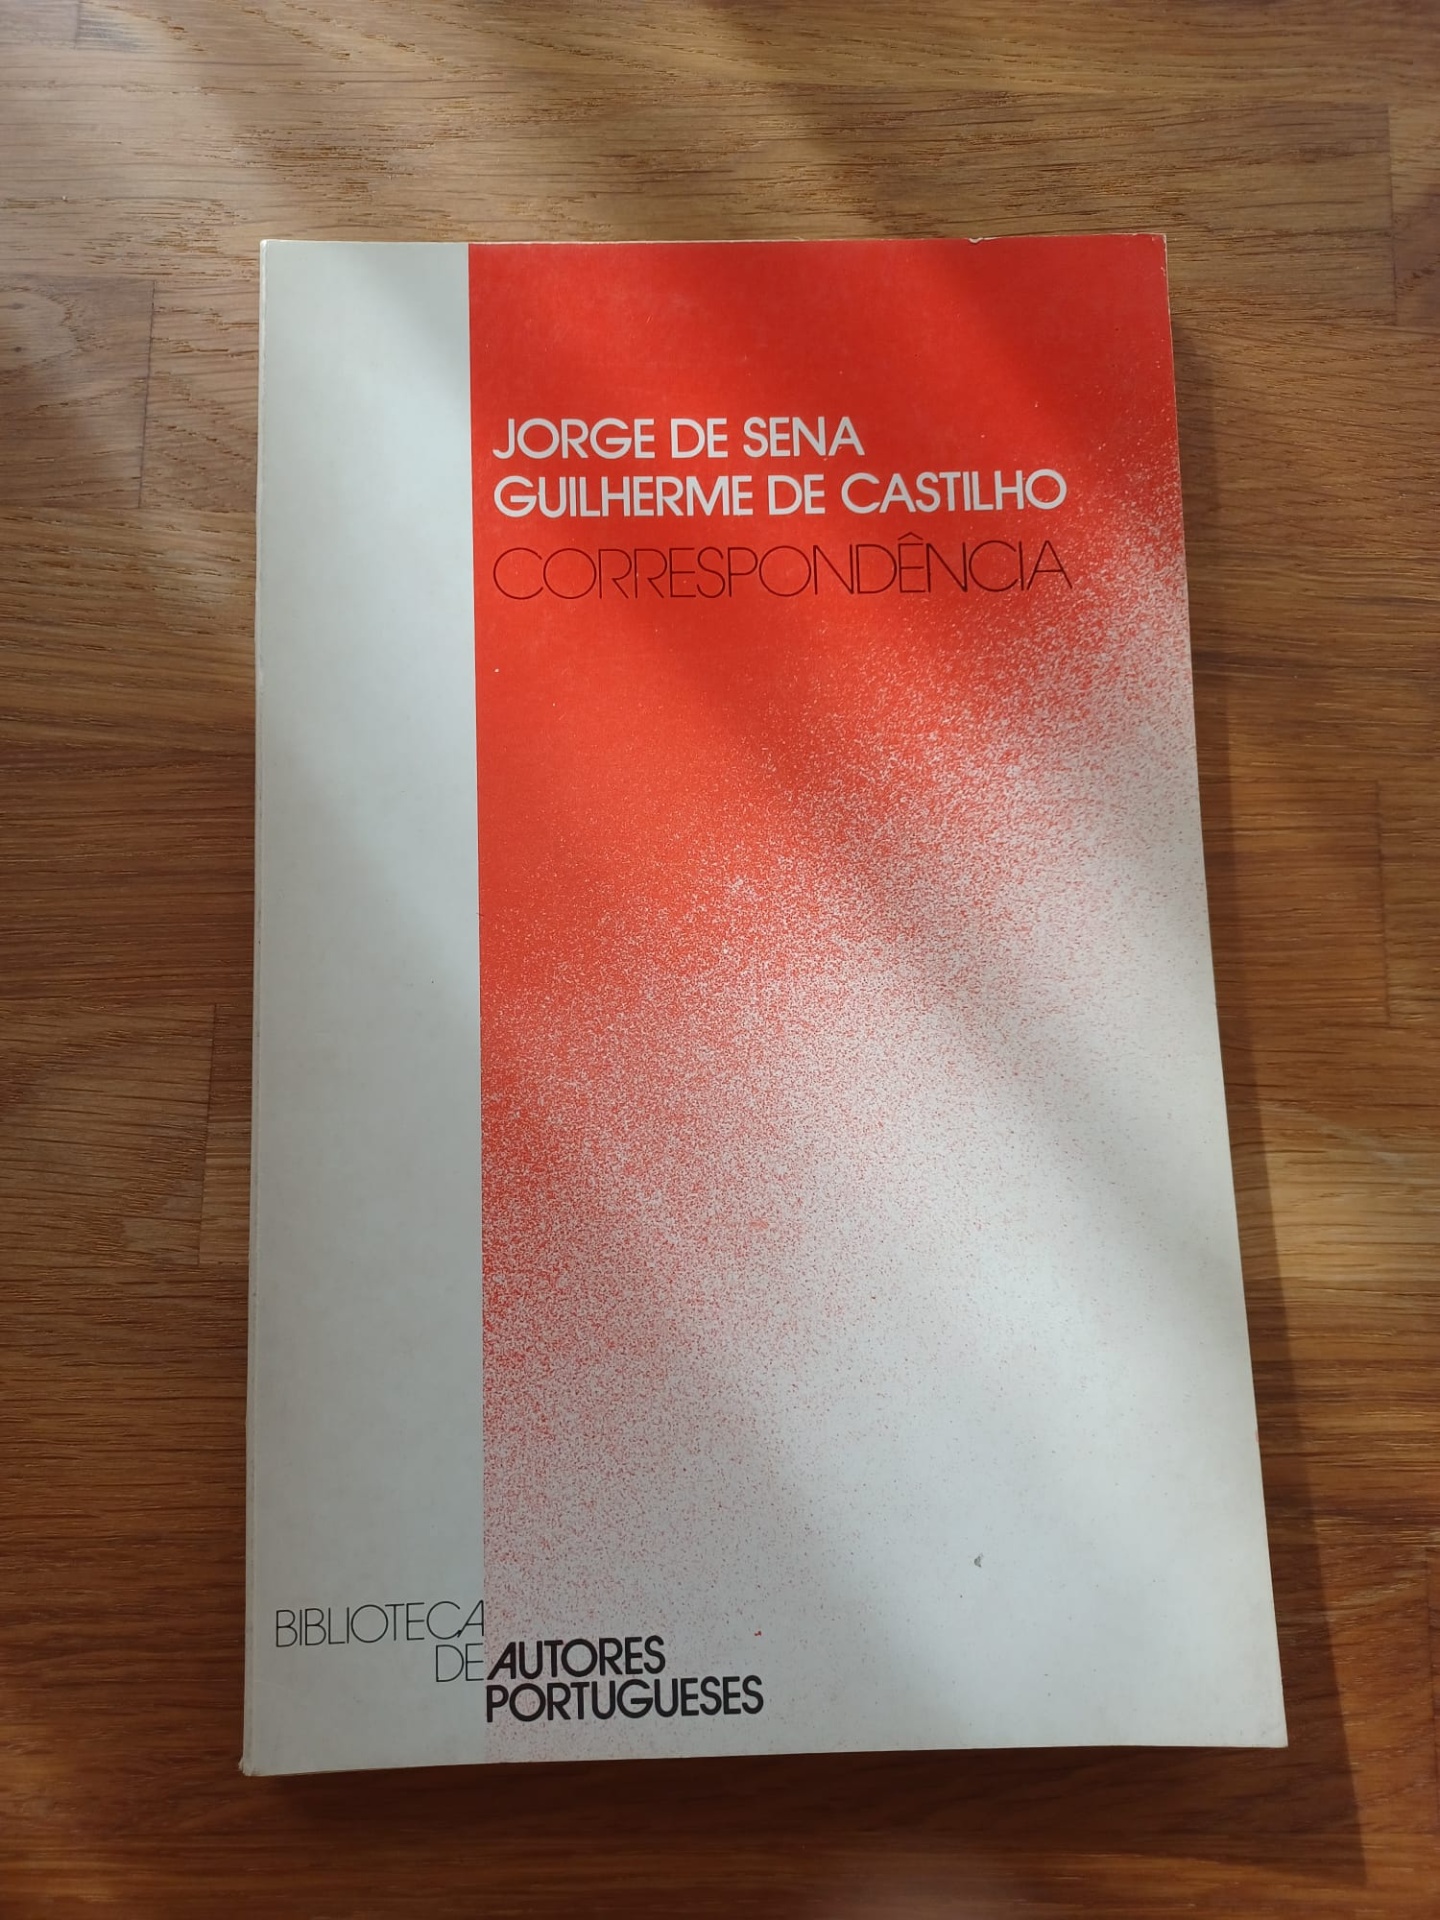 JORGE DE SENA
GUILHERME DE CASTILHO
CORRESPONDÊNCIA
BIBLIOTECA
DE AUTORES
PORTUGUESES